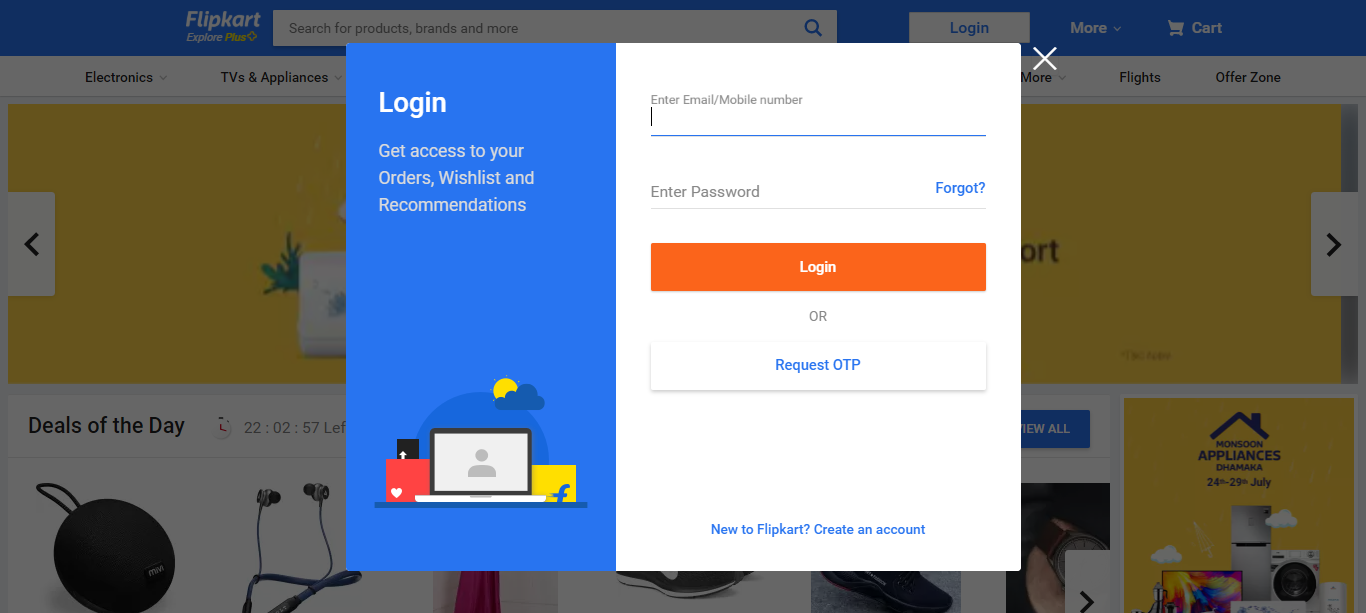 Flipkart
Explore Plus
Search for products, brands and more
Login
More
Cart
Electronics
TVs & Appliances
More
Flights
Offer Zone
Login
Get access to your
Orders, Wishlist and
Recommendations
Enter Email/Mobile number
Enter Password
Forgot?
Login
OR
Request OTP
New to Flipkart? Create an account
ort
Deals of the Day
22 : 02 : 57 Lef
VIEW ALL
MONSOON
APPLIANCES
DHAMAKA
24th-29th July
mivi